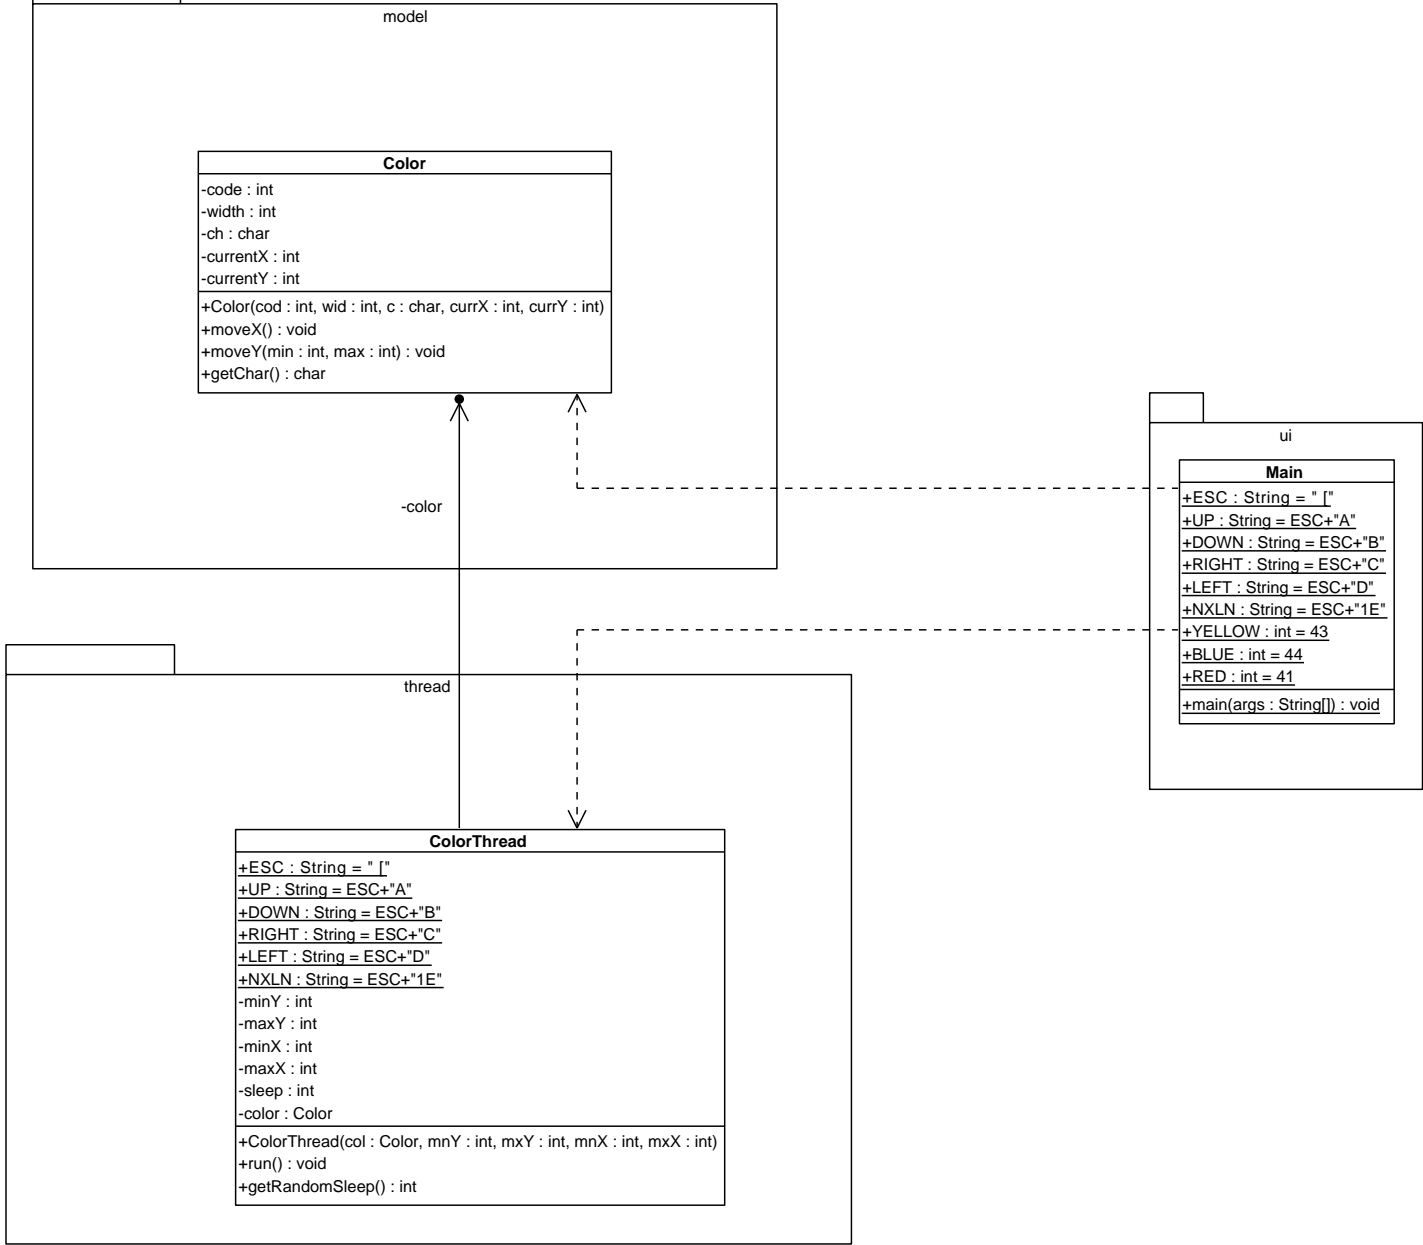 model
Color
-code : int
-width : int
-ch : char
-currentX : int
-currentY : int
+Color(cod : int, wid : int, c : char, currX : int, currY : int)
+moveX() : void
+moveY(min : int, max : int) : void
+getChar() : char
-color
ui
Main
+ESC : String = " ["
+UP : String = ESC+"A"
+DOWN : String = ESC+"B"
+RIGHT : String = ESC+"C"
+LEFT : String = ESC+"D"
+NXLN : String = ESC+"1E"
+YELLOW : int = 43
+BLUE : int = 44
+RED : int = 41
+main(args : String[]) : void
thread
ColorThread
+ESC : String = " ["
+UP : String = ESC+"A"
+DOWN : String = ESC+"B"
+RIGHT : String = ESC+"C"
+LEFT : String = ESC+"D"
+NXLN : String = ESC+"1E"
-minY : int
-maxY : int
-minX : int
-maxX : int
-sleep : int
-color : Color
+ColorThread(col : Color, mnY : int, mxY : int, mnX : int, mxX : int)
+run() : void
+getRandomSleep() : int